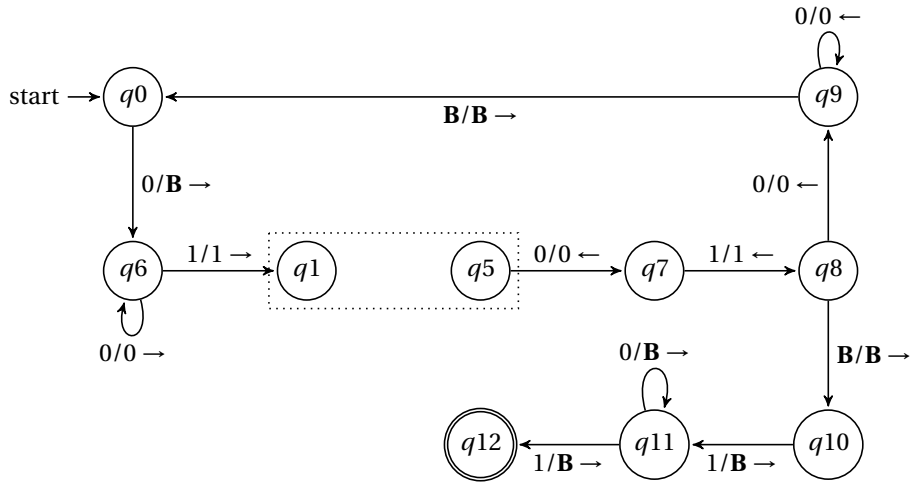 0/0 ←
start
q0
q9
B/B →
0/B →
0/0 ←
q6
1/1 →
q1
q5
0/0 ←
q7
1/1 ←
q8
0/0 →
0/B →
B/B →
q12
1/B →
q11
1/B →
q10